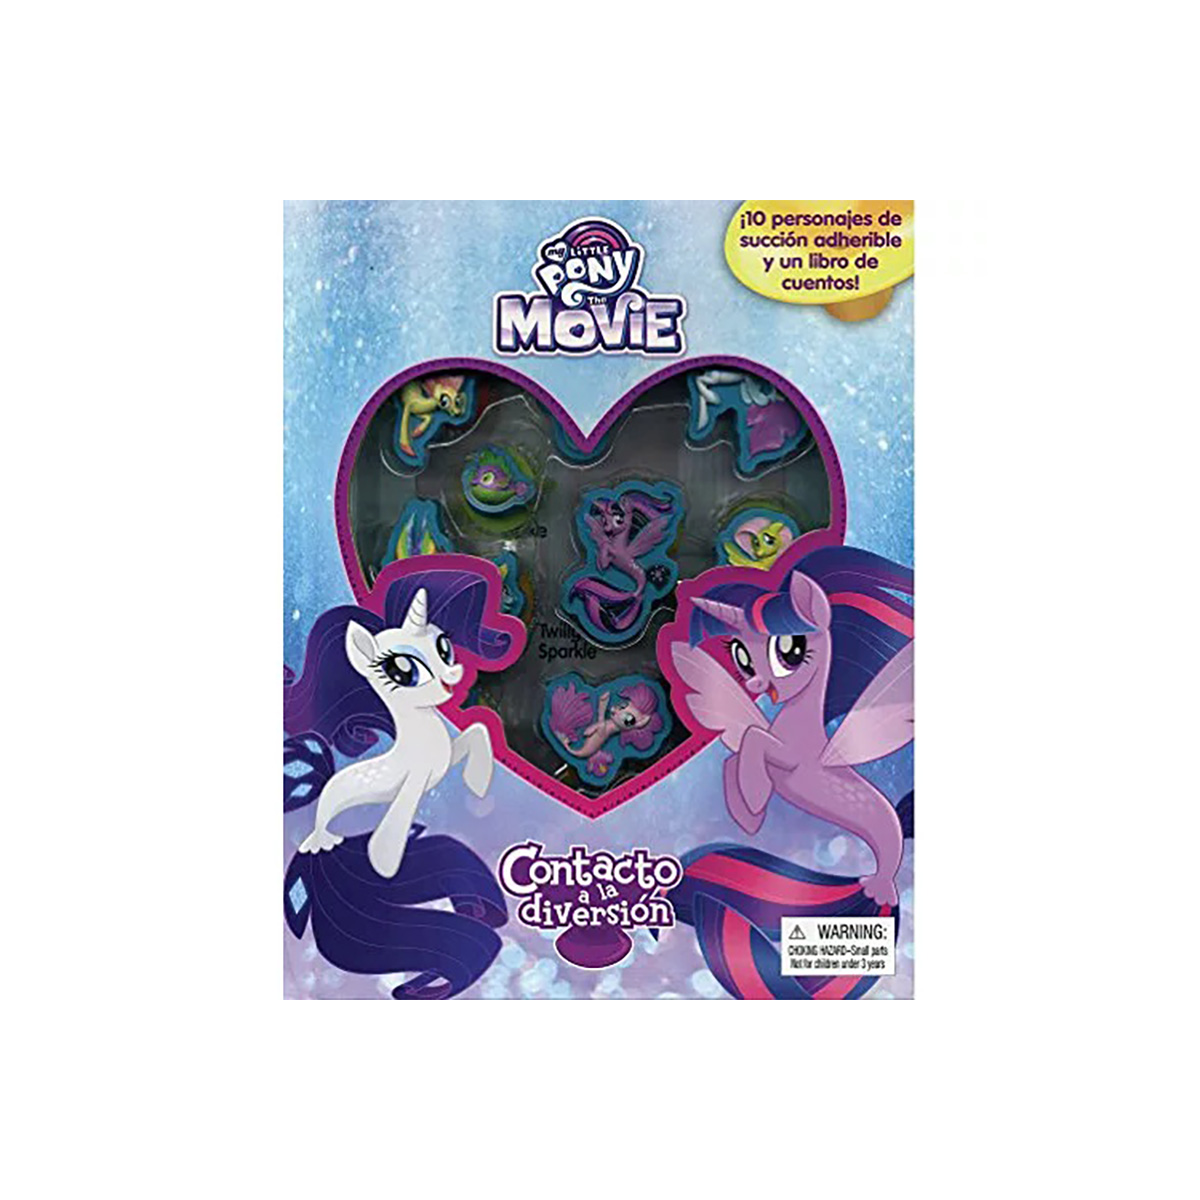 ¡10 personajes de
succión adherible
y un libro de
cuentos!
my LITTLE
PONY
The
MOVIE
Twilight
Sparkle
Contacto
a la
diversión
WARNING:
CHOKING HAZARD–Small parts
Not for children under 3 years